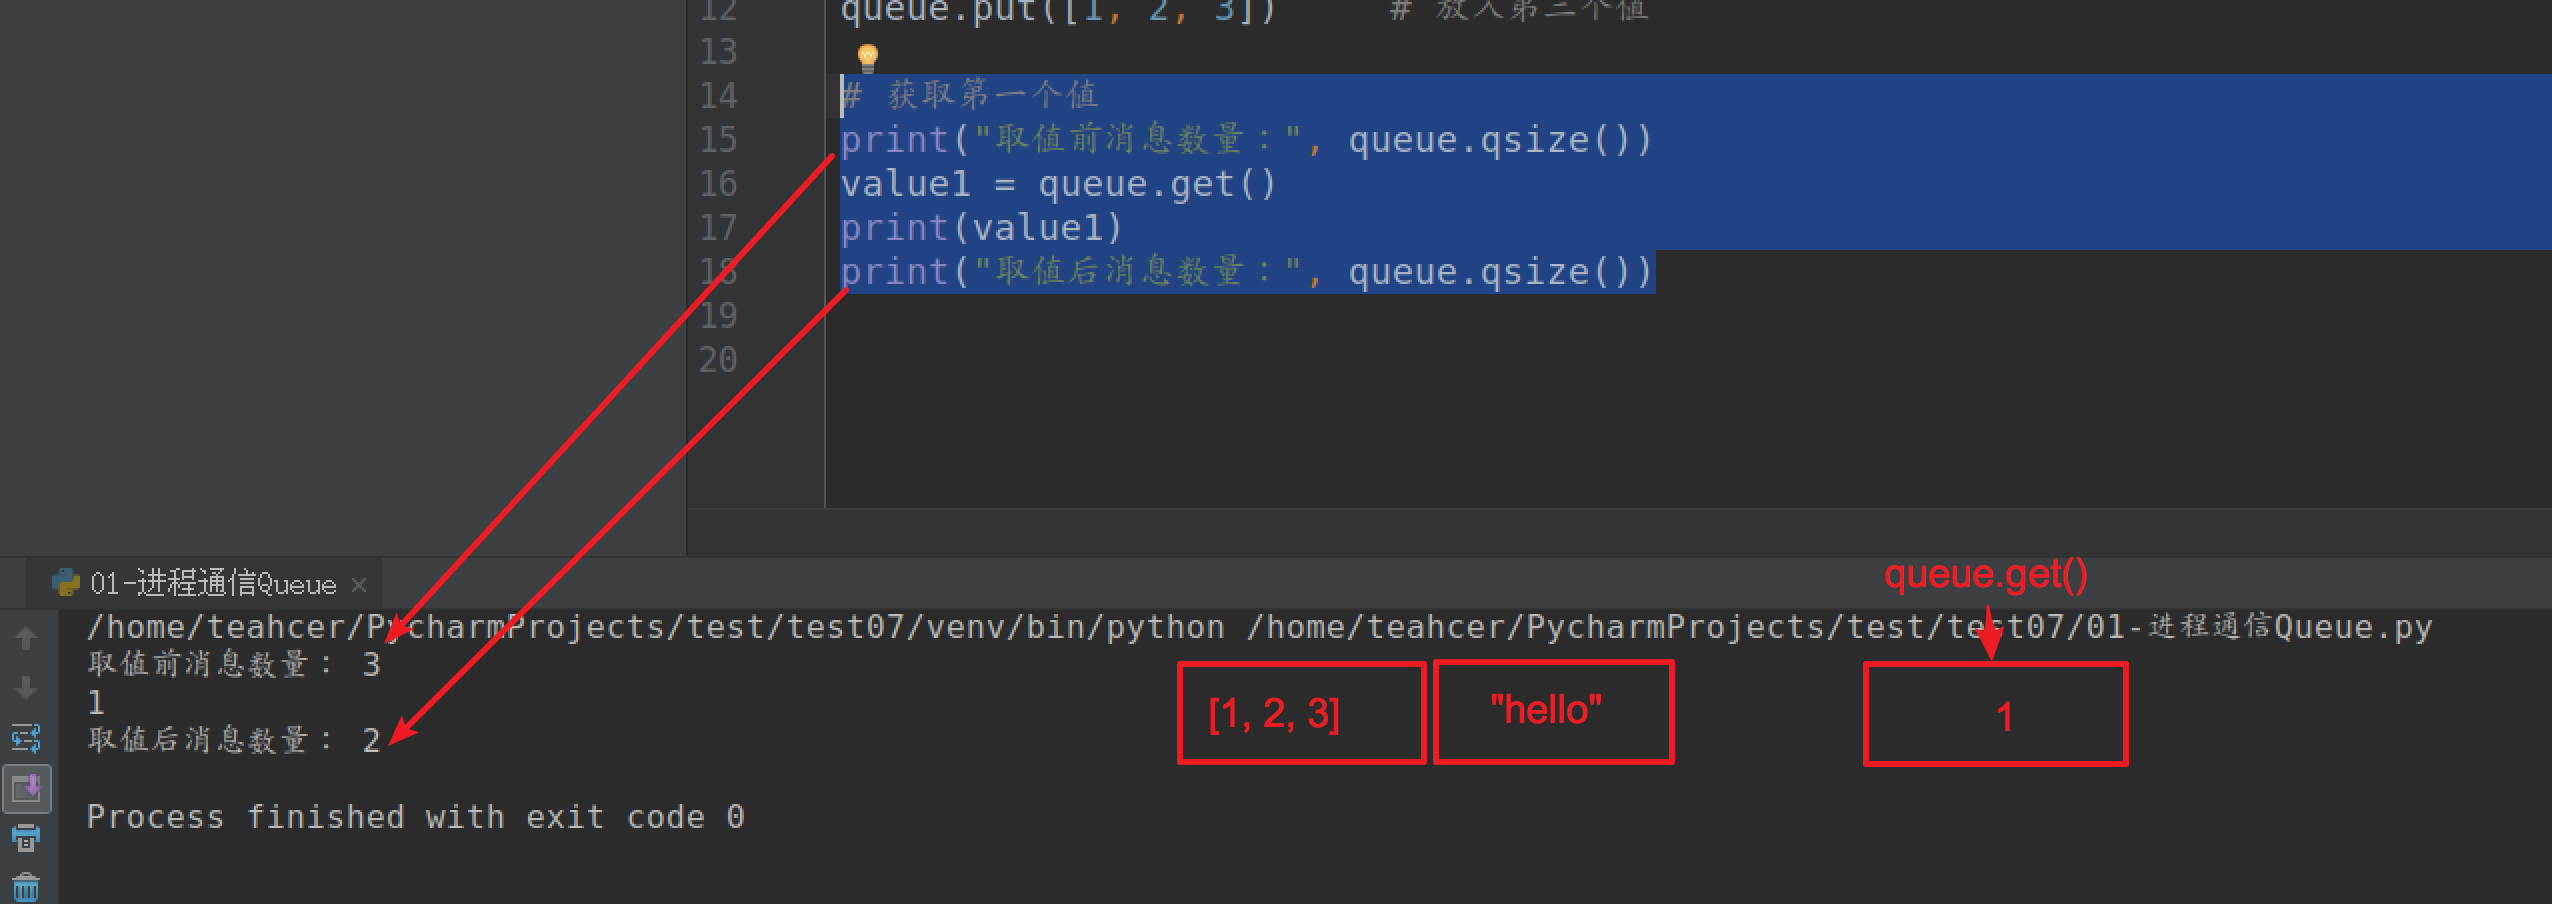 12 queue.put([1, 2, 3]) # 放入第三个值
13
14 # 获取第一个值
15 print("取值前消息数量：", queue.qsize())
16 value1 = queue.get()
17 print(value1)
18 print("取值后消息数量：", queue.qsize())
19
20
01-进程通信Queue
queue.get()
/home/teahcer/PycharmProjects/test/test07/venv/bin/python /home/teahcer/PycharmProjects/test/test07/01-进程通信Queue.py
取值前消息数量： 3
1
取值后消息数量： 2
[1, 2, 3] "hello" 1
Process finished with exit code 0